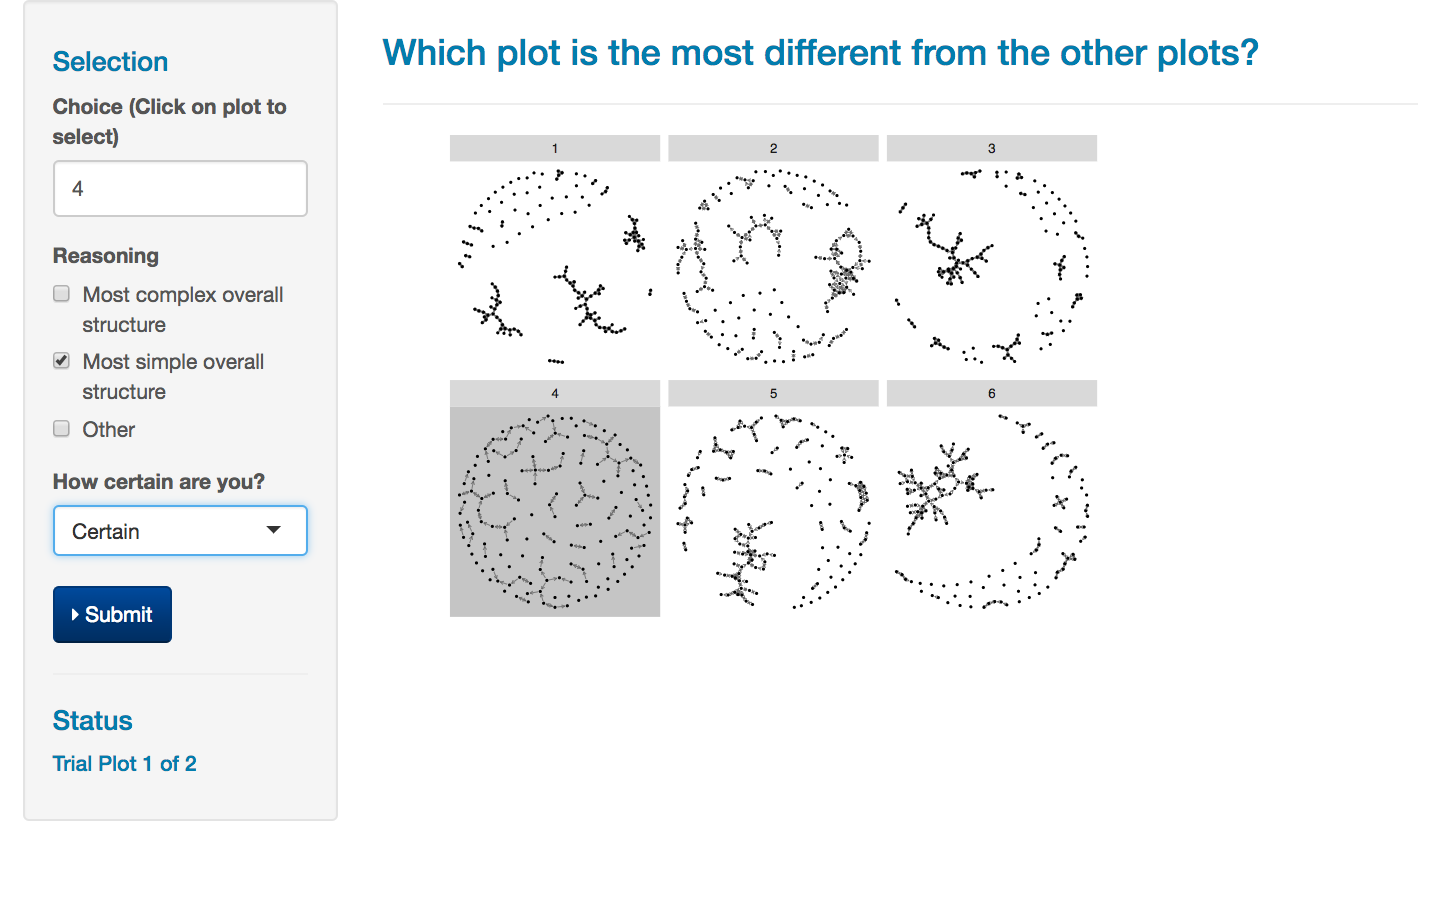 Selection
Choice (Click on plot to
select)
4
Reasoning
Most complex overall
structure
Most simple overall
structure
Other
How certain are you?
Certain
Submit
Status
Trial Plot 1 of 2
Which plot is the most different from the other plots?
1
2
3
4
5
6